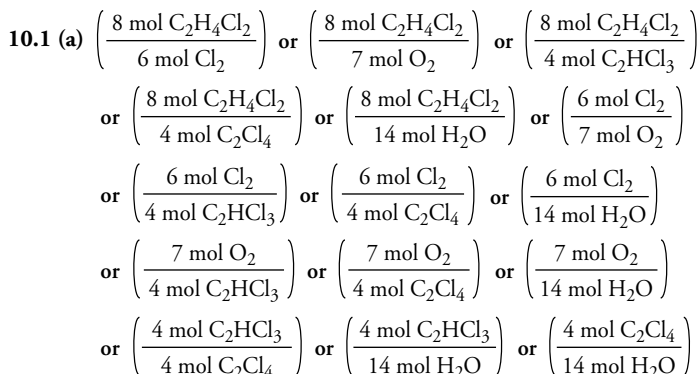 10.1 (a) (8 mol C₂H₄Cl₂ / 6 mol Cl₂) or (8 mol C₂H₄Cl₂ / 7 mol O₂) or (8 mol C₂H₄Cl₂ / 4 mol C₂HCl₃)
or (8 mol C₂H₄Cl₂ / 4 mol C₂Cl₄) or (8 mol C₂H₄Cl₂ / 14 mol H₂O) or (6 mol Cl₂ / 7 mol O₂)
or (6 mol Cl₂ / 4 mol C₂HCl₃) or (6 mol Cl₂ / 4 mol C₂Cl₄) or (6 mol Cl₂ / 14 mol H₂O)
or (7 mol O₂ / 4 mol C₂HCl₃) or (7 mol O₂ / 4 mol C₂Cl₄) or (7 mol O₂ / 14 mol H₂O)
or (4 mol C₂HCl₃ / 4 mol C₂Cl₄) or (4 mol C₂HCl₃ / 14 mol H₂O) or (4 mol C₂Cl₄ / 14 mol H₂O)